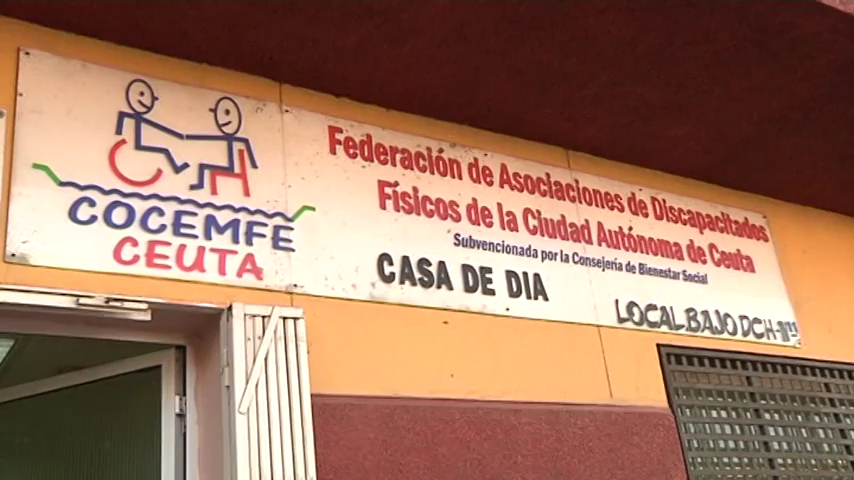 COCEMFE
CEUTA
Federación de Asociaciones de Discapacitados
Físicos de la Ciudad Autónoma de Ceuta
Subvencionada por la Consejería de Bienestar Social
CASA DE DIA
LOCAL BAJO DCH-